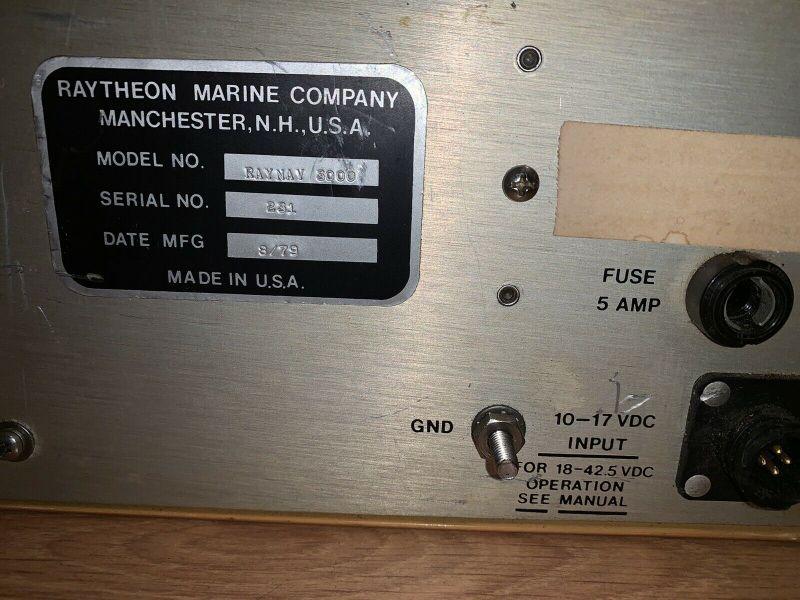 RAYTHEON MARINE COMPANY
MANCHESTER, N.H., U.S.A.
MODEL NO. RAYNAV 3000
SERIAL NO. 231
DATE MFG 8/79
MADE IN U.S.A.
FUSE
5 AMP
GND
10-17 VDC
INPUT
FOR 18-42.5 VDC
OPERATION
SEE MANUAL